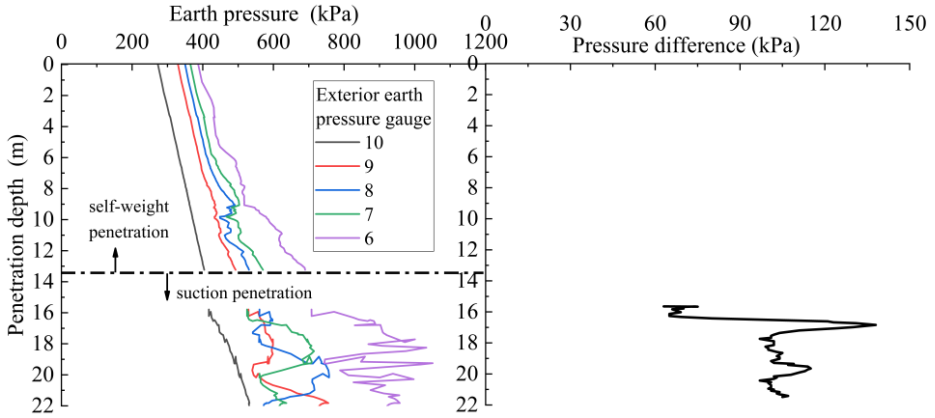 Earth pressure (kPa)
0 200 400 600 800 1000 1200
0
2
4
6
8
10
12
14
16
18
20
22
Penetration depth (m)
Exterior earth
pressure gauge
10
9
8
7
6
self-weight
penetration
suction penetration
0 30 60 90 120 150
Pressure difference (kPa)
0
2
4
6
8
10
12
14
16
18
20
22